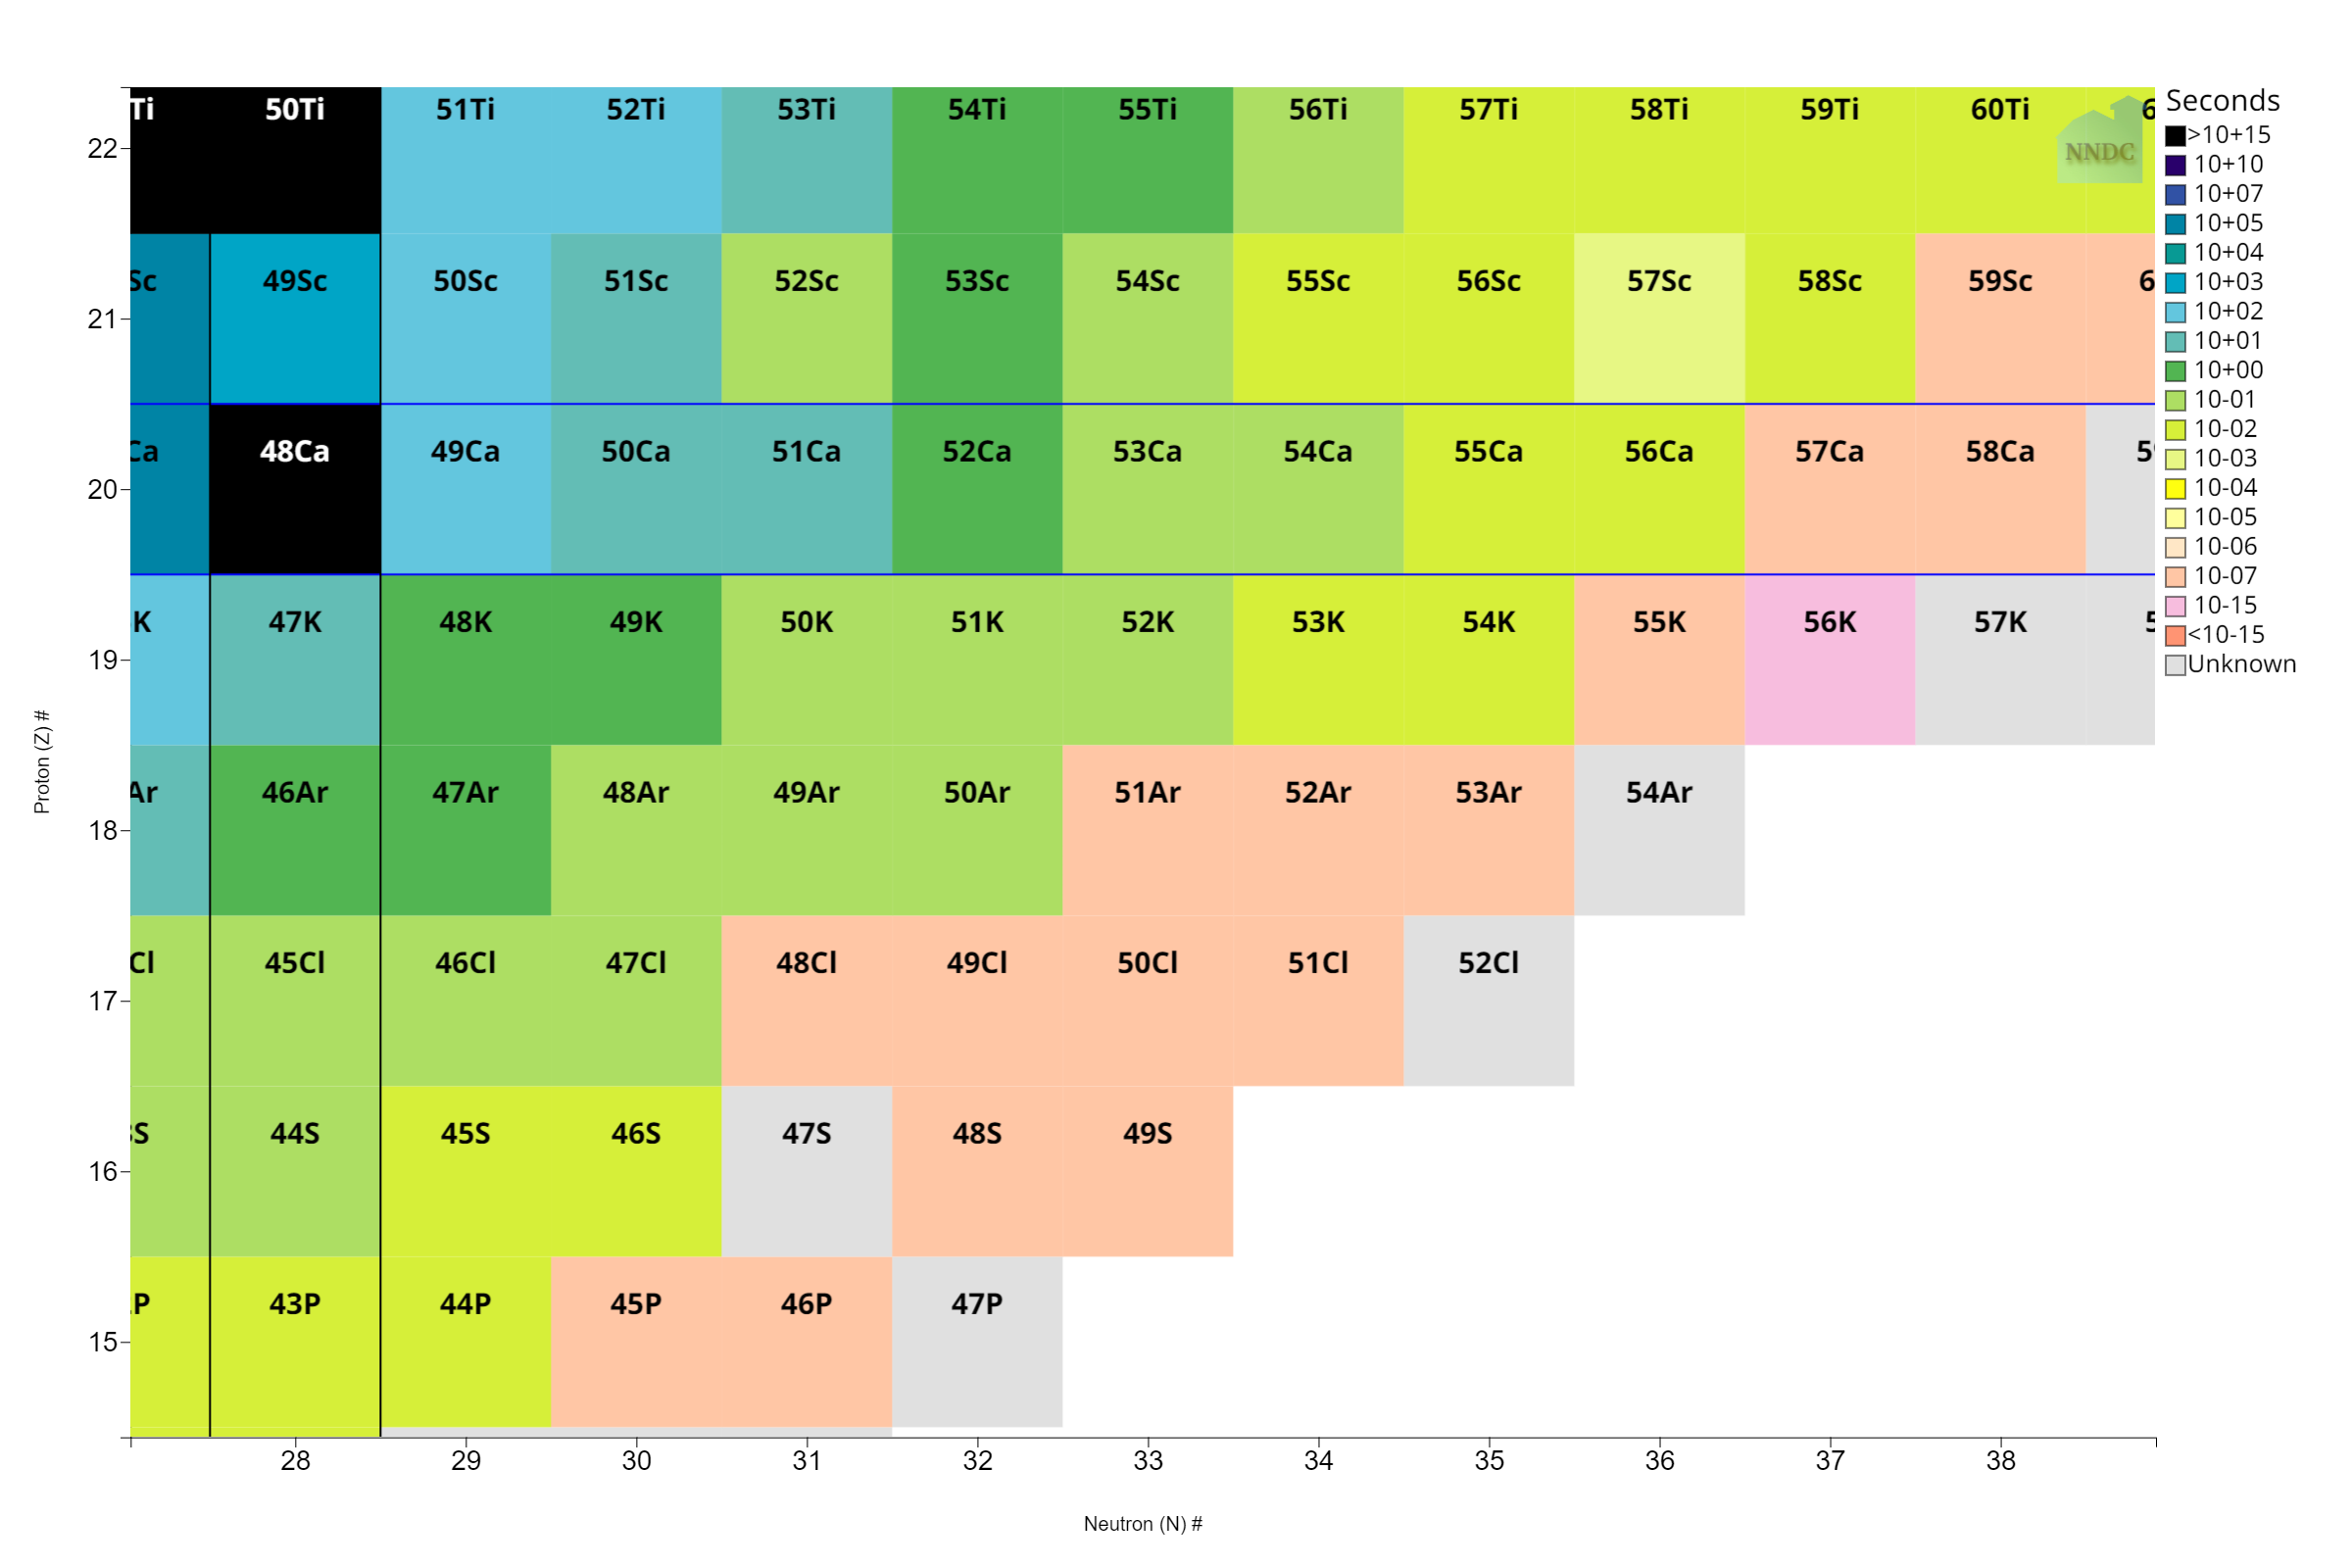 Seconds
>10+15
10+10
10+07
10+05
10+04
10+03
10+02
10+01
10+00
10-01
10-02
10-03
10-04
10-05
10-06
10-07
10-15
<10-15
Unknown
NNDC
22 Ti 50Ti 51Ti 52Ti 53Ti 54Ti 55Ti 56Ti 57Ti 58Ti 59Ti 60Ti 6
21 Sc 49Sc 50Sc 51Sc 52Sc 53Sc 54Sc 55Sc 56Sc 57Sc 58Sc 59Sc 6
20 Ca 48Ca 49Ca 50Ca 51Ca 52Ca 53Ca 54Ca 55Ca 56Ca 57Ca 58Ca 5
19 K 47K 48K 49K 50K 51K 52K 53K 54K 55K 56K 57K 5
18 Ar 46Ar 47Ar 48Ar 49Ar 50Ar 51Ar 52Ar 53Ar 54Ar
17 Cl 45Cl 46Cl 47Cl 48Cl 49Cl 50Cl 51Cl 52Cl
16 S 44S 45S 46S 47S 48S 49S
15 P 43P 44P 45P 46P 47P
28 29 30 31 32 33 34 35 36 37 38
Proton (Z) #
Neutron (N) #